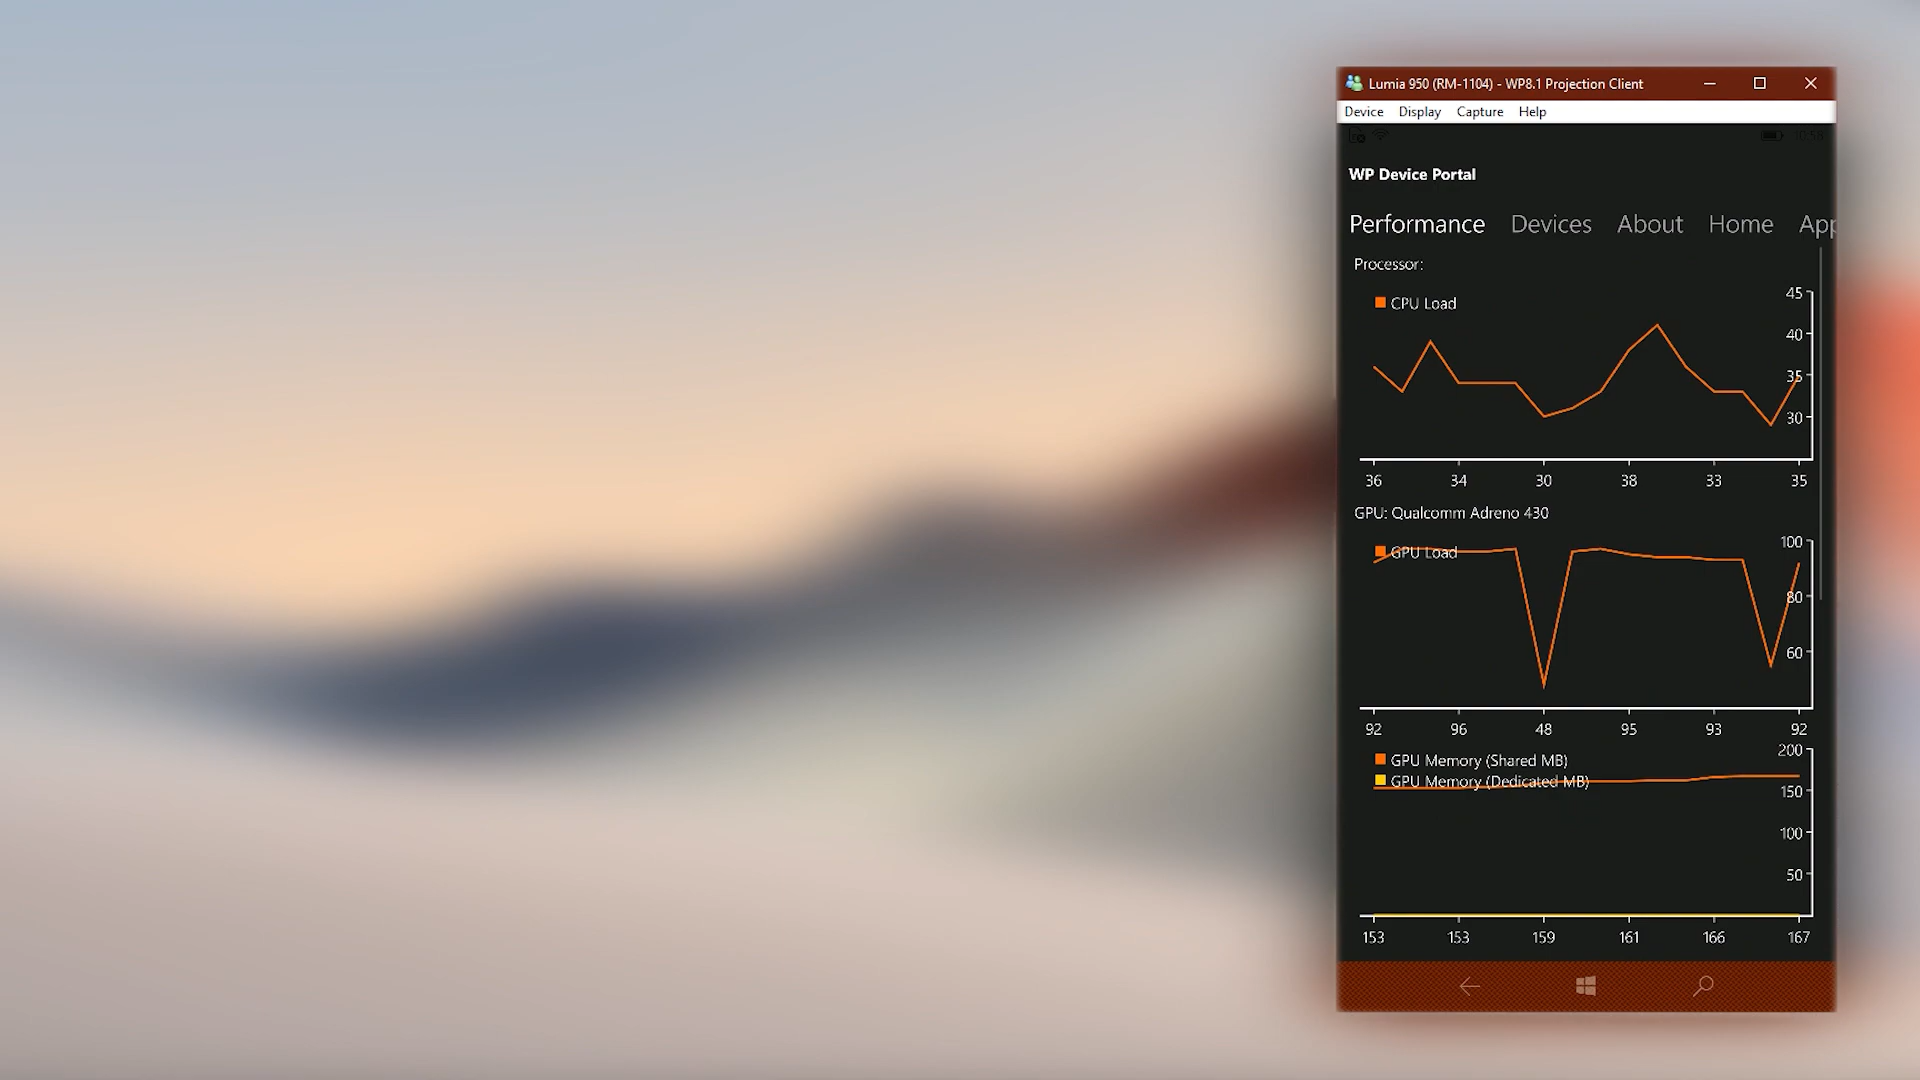 Lumia 950 (RM-1104) - WP8.1 Projection Client
Device Display Capture Help
WP Device Portal
Performance Devices About Home App
Processor:
CPU Load
45
40
35
30
36 34 30 38 33 35
GPU: Qualcomm Adreno 430
GPU Load
100
80
60
92 96 48 95 93 92
GPU Memory (Shared MB)
GPU Memory (Dedicated MB)
200
150
100
50
153 153 159 161 166 167